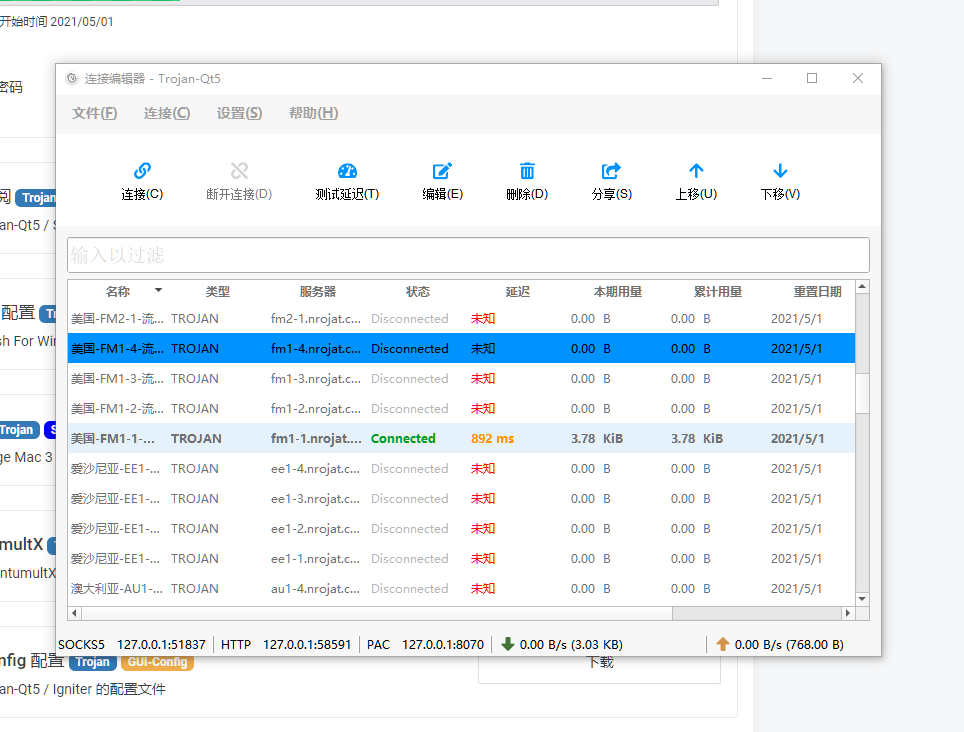 开始时间 2021/05/01
密码
连接编辑器 - Trojan-Qt5
文件(F) 连接(C) 设置(S) 帮助(H)
连接(C) 断开连接(D) 测试延迟(T) 编辑(E) 删除(D) 分享(S) 上移(U) 下移(V)
阅 Trojan
an-Qt5 / S
输入以过滤
名称 类型 服务器 状态 延迟 本期用量 累计用量 重置日期
美国-FM2-1-流... TROJAN fm2-1.nrojat.c... Disconnected 未知 0.00 B 0.00 B 2021/5/1
配置 Tr
sh For Win
美国-FM1-4-流... TROJAN fm1-4.nrojat.c... Disconnected 未知 0.00 B 0.00 B 2021/5/1
美国-FM1-3-流... TROJAN fm1-3.nrojat.c... Disconnected 未知 0.00 B 0.00 B 2021/5/1
美国-FM1-2-流... TROJAN fm1-2.nrojat.c... Disconnected 未知 0.00 B 0.00 B 2021/5/1
Trojan S
美国-FM1-1-... TROJAN fm1-1.nrojat.... Connected 892 ms 3.78 KiB 3.78 KiB 2021/5/1
ge Mac 3
爱沙尼亚-EE1-... TROJAN ee1-4.nrojat.c... Disconnected 未知 0.00 B 0.00 B 2021/5/1
爱沙尼亚-EE1-... TROJAN ee1-3.nrojat.c... Disconnected 未知 0.00 B 0.00 B 2021/5/1
爱沙尼亚-EE1-... TROJAN ee1-2.nrojat.c... Disconnected 未知 0.00 B 0.00 B 2021/5/1
multX
爱沙尼亚-EE1-... TROJAN ee1-1.nrojat.c... Disconnected 未知 0.00 B 0.00 B 2021/5/1
ntumultX
澳大利亚-AU1-... TROJAN au1-4.nrojat.c... Disconnected 未知 0.00 B 0.00 B 2021/5/1
SOCKS5 127.0.0.1:51837 HTTP 127.0.0.1:58591 PAC 127.0.0.1:8070 0.00 B/s (3.03 KB) 0.00 B/s (768.00 B)
nfig 配置 Trojan GUI-Config
下载
an-Qt5 / Igniter 的配置文件